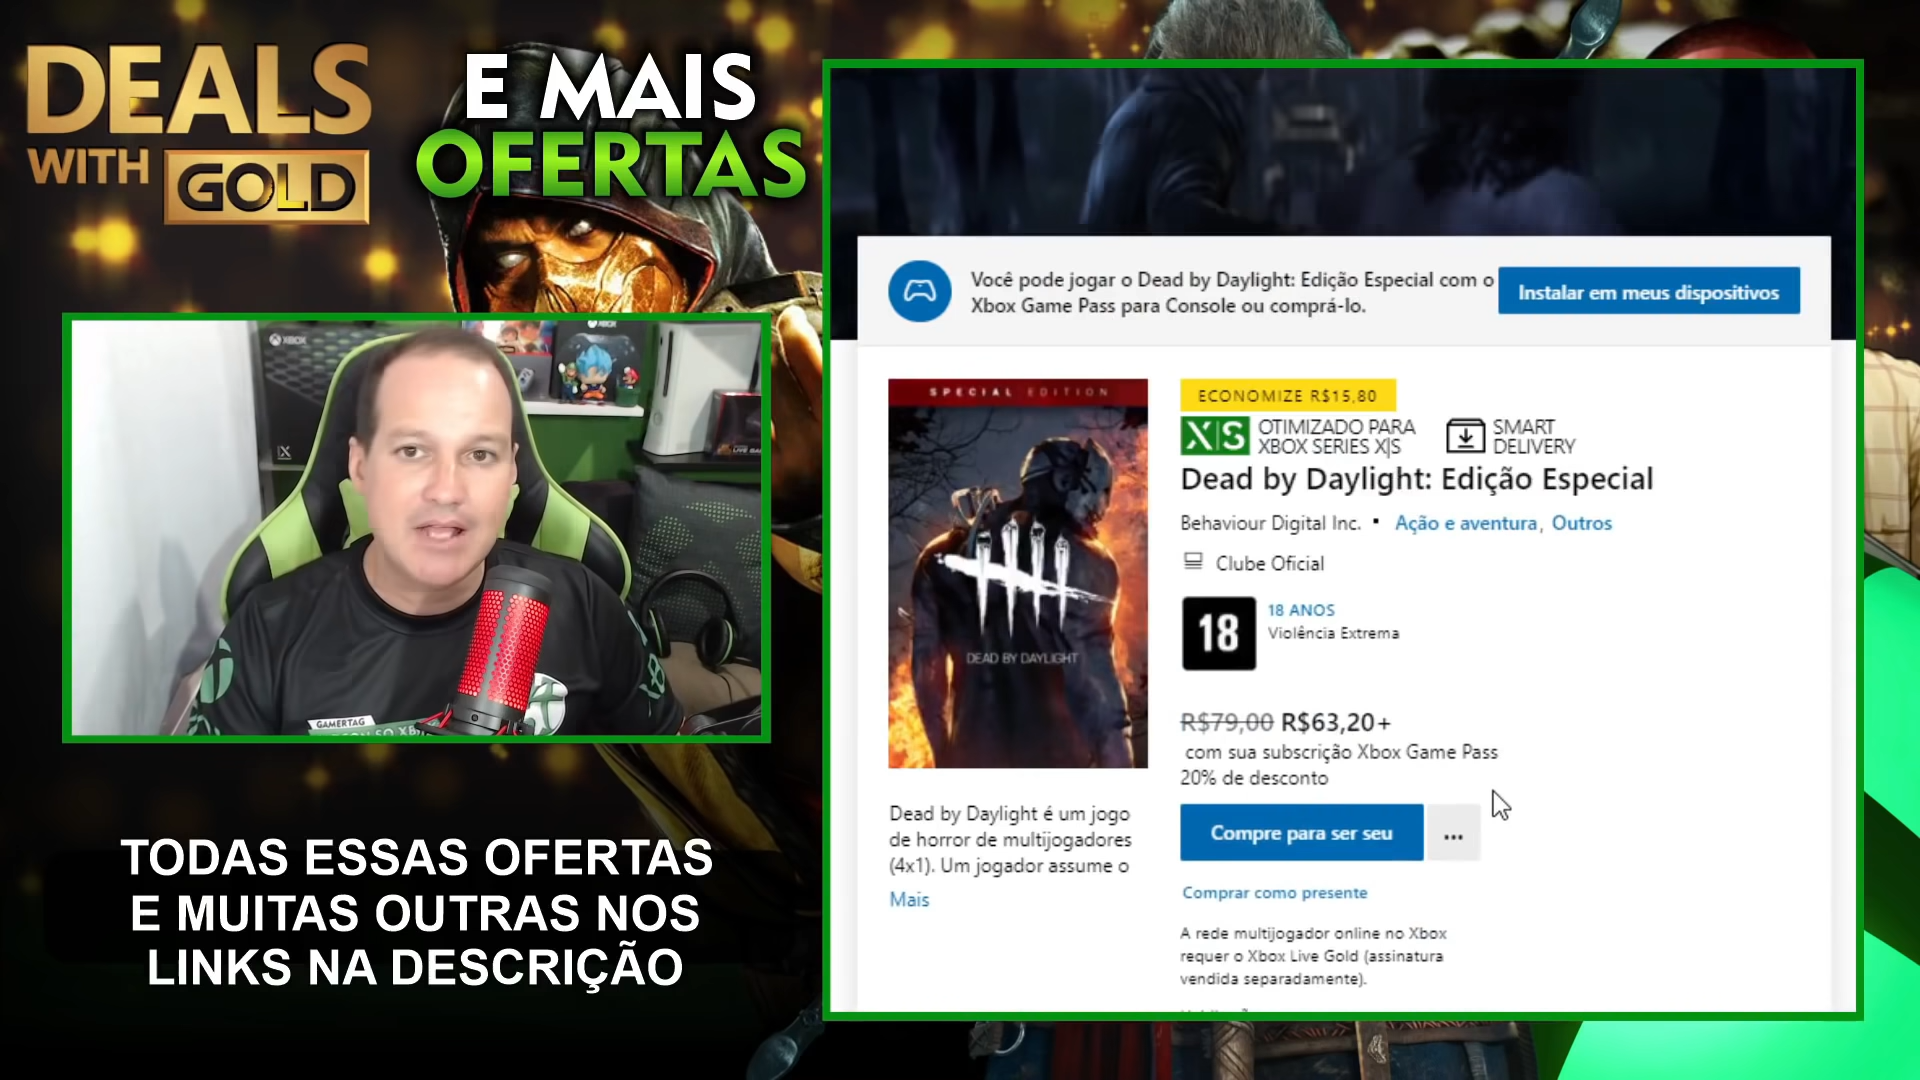 DEALS
WITH GOLD
E MAIS
OFERTAS
XBOX
XBOX
X
GAMERTAG
TODAS ESSAS OFERTAS
E MUITAS OUTRAS NOS
LINKS NA DESCRIÇÃO
Você pode jogar o Dead by Daylight: Edição Especial com o
Xbox Game Pass para Console ou comprá-lo.
Instalar em meus dispositivos
SPECIAL EDITION
DEAD BY DAYLIGHT
Dead by Daylight é um jogo
de horror de multijogadores
(4x1). Um jogador assume o
Mais
ECONOMIZE R$15,80
X|S OTIMIZADO PARA
XBOX SERIES X|S
SMART
DELIVERY
Dead by Daylight: Edição Especial
Behaviour Digital Inc. • Ação e aventura, Outros
Clube Oficial
18
18 ANOS
Violência Extrema
R$79,00 R$63,20+
com sua subscrição Xbox Game Pass
20% de desconto
Compre para ser seu
...
Comprar como presente
A rede multijogador online no Xbox
requer o Xbox Live Gold (assinatura
vendida separadamente).